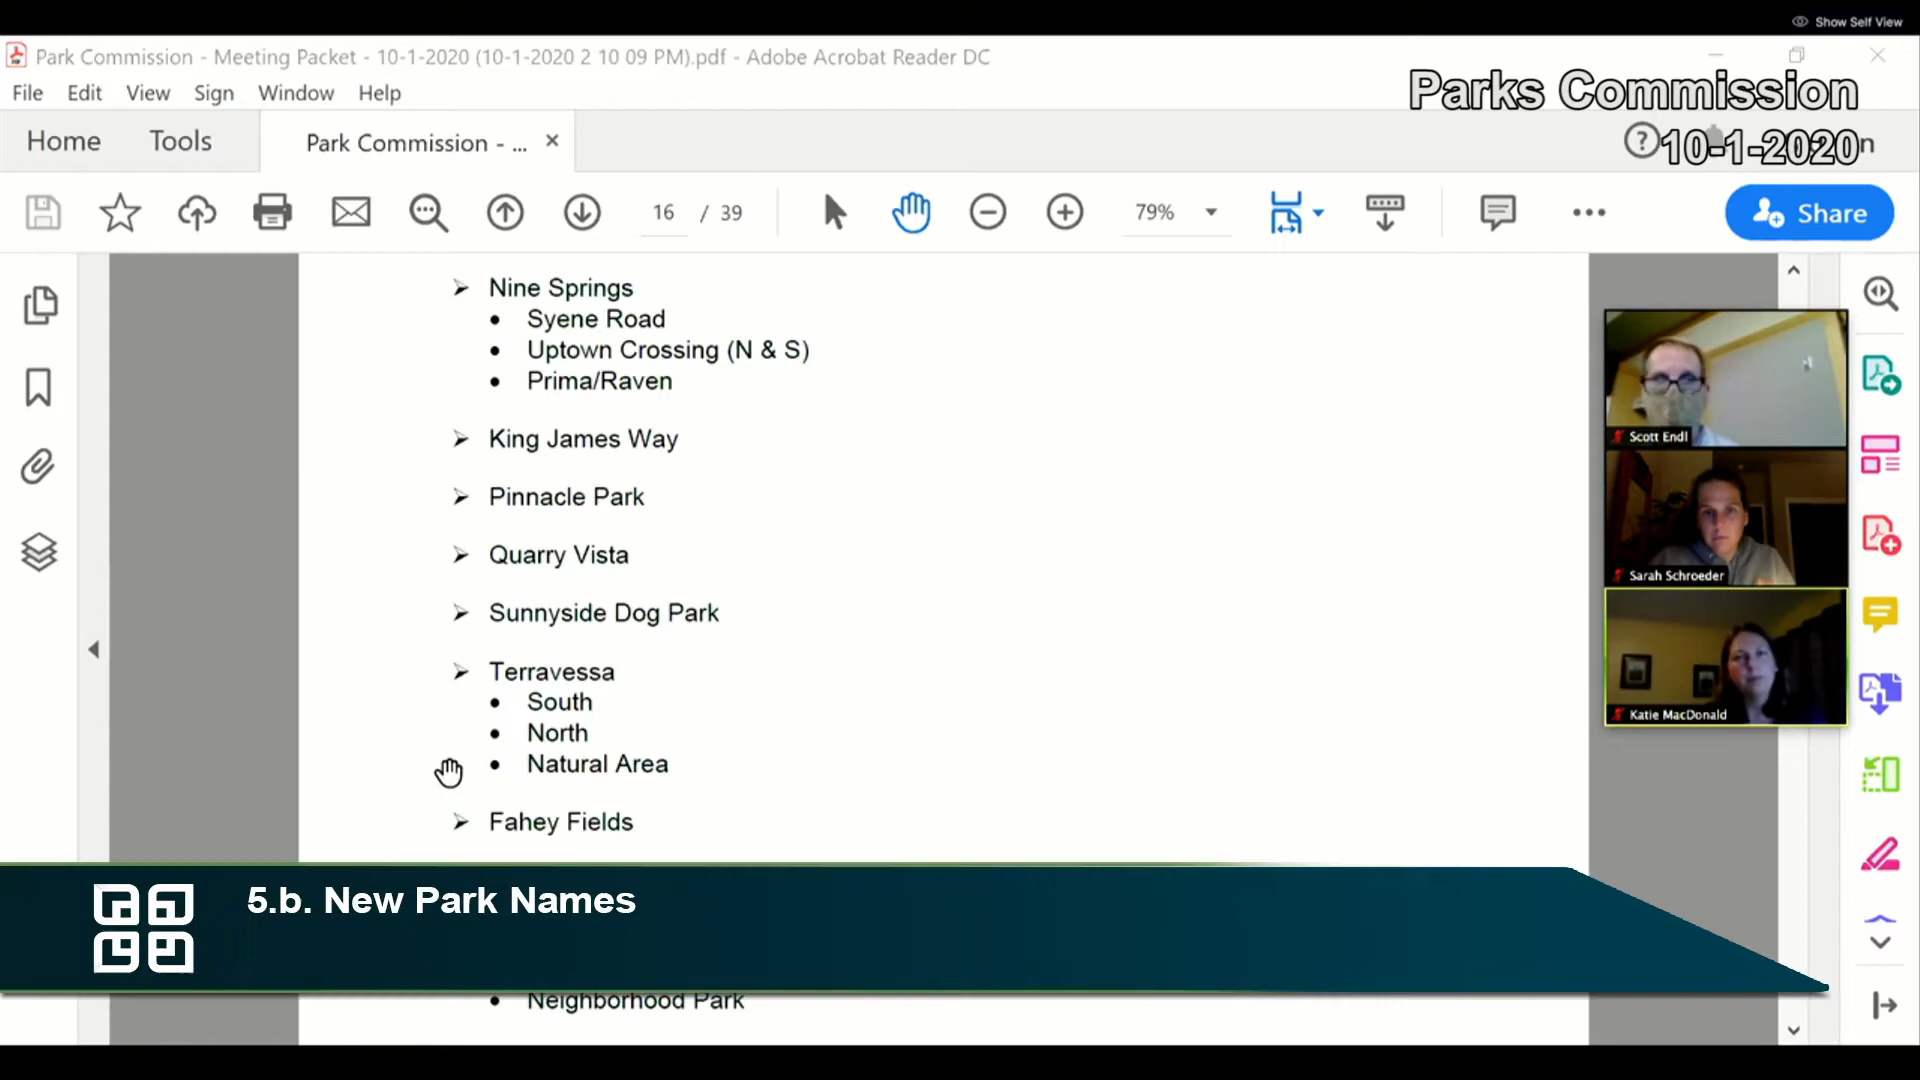 Show Self View
Park Commission - Meeting Packet - 10-1-2020 (10-1-2020 2 10 09 PM).pdf - Adobe Acrobat Reader DC
File Edit View Sign Window Help
Parks Commission
10-1-2020
Home Tools Park Commission - ...
16 / 39 79% Share
➢ Nine Springs
• Syene Road
• Uptown Crossing (N & S)
• Prima/Raven
➢ King James Way
➢ Pinnacle Park
➢ Quarry Vista
➢ Sunnyside Dog Park
➢ Terravessa
• South
• North
• Natural Area
➢ Fahey Fields
Scott Endl
Sarah Schroeder
Katie MacDonald
5.b. New Park Names
• Neighborhood Park